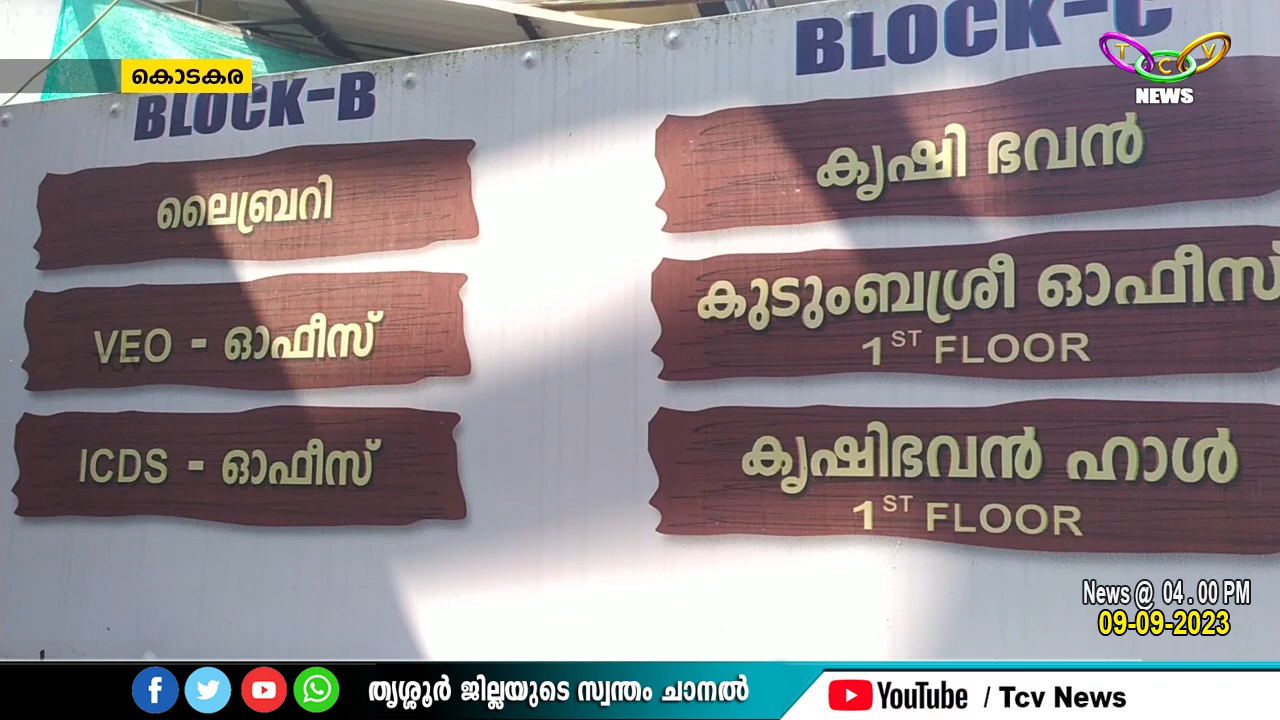 കൊടകര
TCV
NEWS
BLOCK-B
ലൈബ്രറി
VEO - ഓഫീസ്
ICDS - ഓഫീസ്
BLOCK-C
കൃഷി ഭവൻ
കുടുംബശ്രീ ഓഫീസ്
1ST FLOOR
കൃഷിഭവൻ ഹാൾ
1ST FLOOR
News @ 04.00 PM
09-09-2023
തൃശ്ശൂർ ജില്ലയുടെ സ്വന്തം ചാനൽ
YouTube / Tcv News